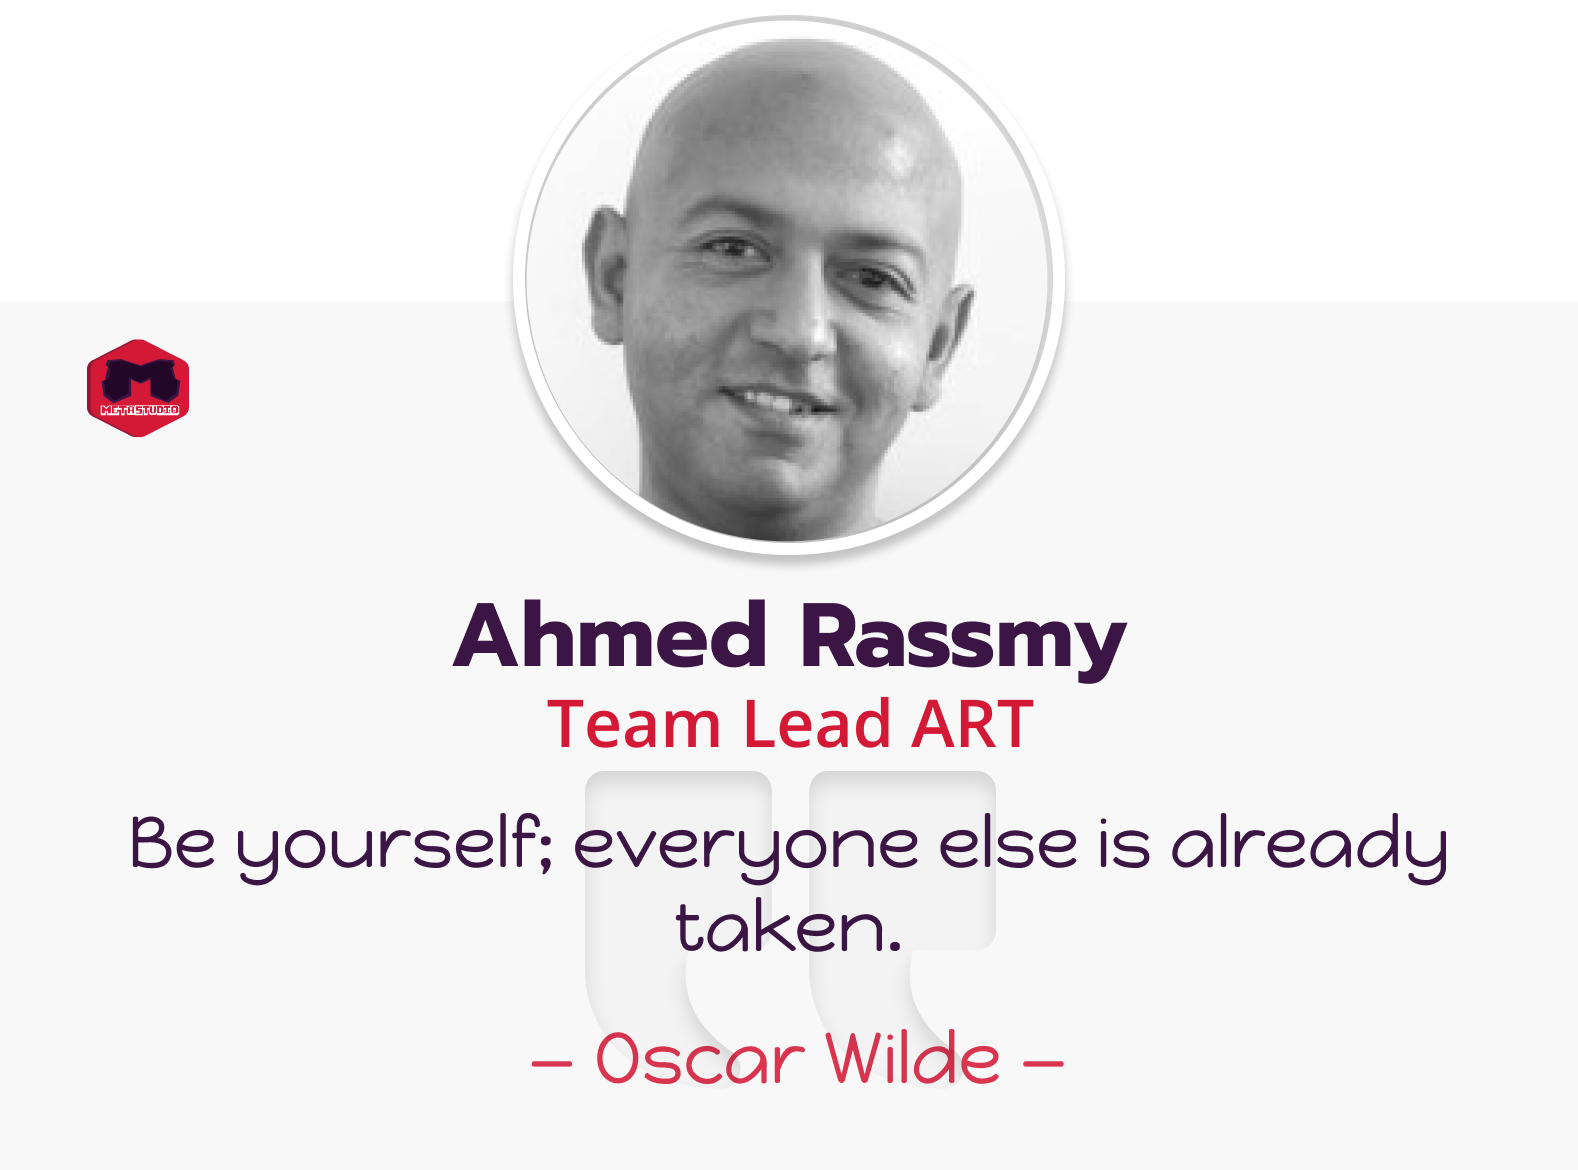 METASTUDIO
Ahmed Rassmy
Team Lead ART
Be yourself; everyone else is already
taken.
– Oscar Wilde –